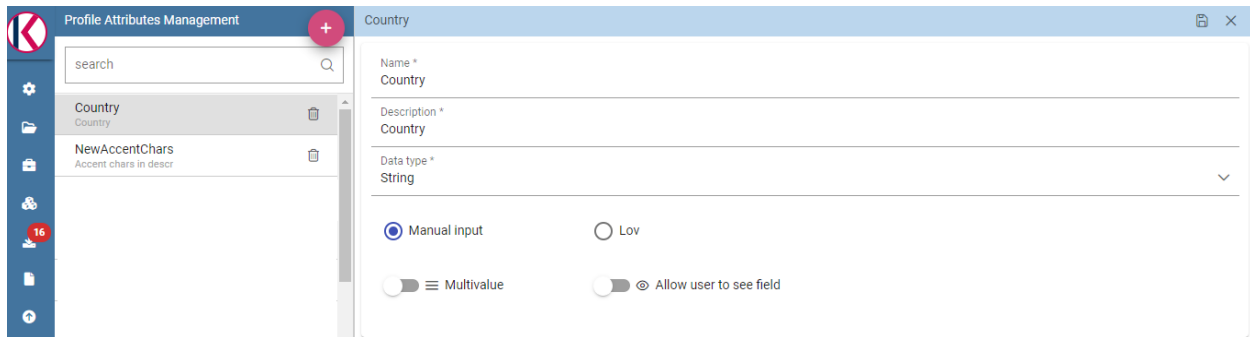 Profile Attributes Management
+
Country
search
Country
Country
NewAccentChars
Accent chars in descr
16
Name *
Country
Description *
Country
Data type *
String
Manual input
Lov
Multivalue
Allow user to see field